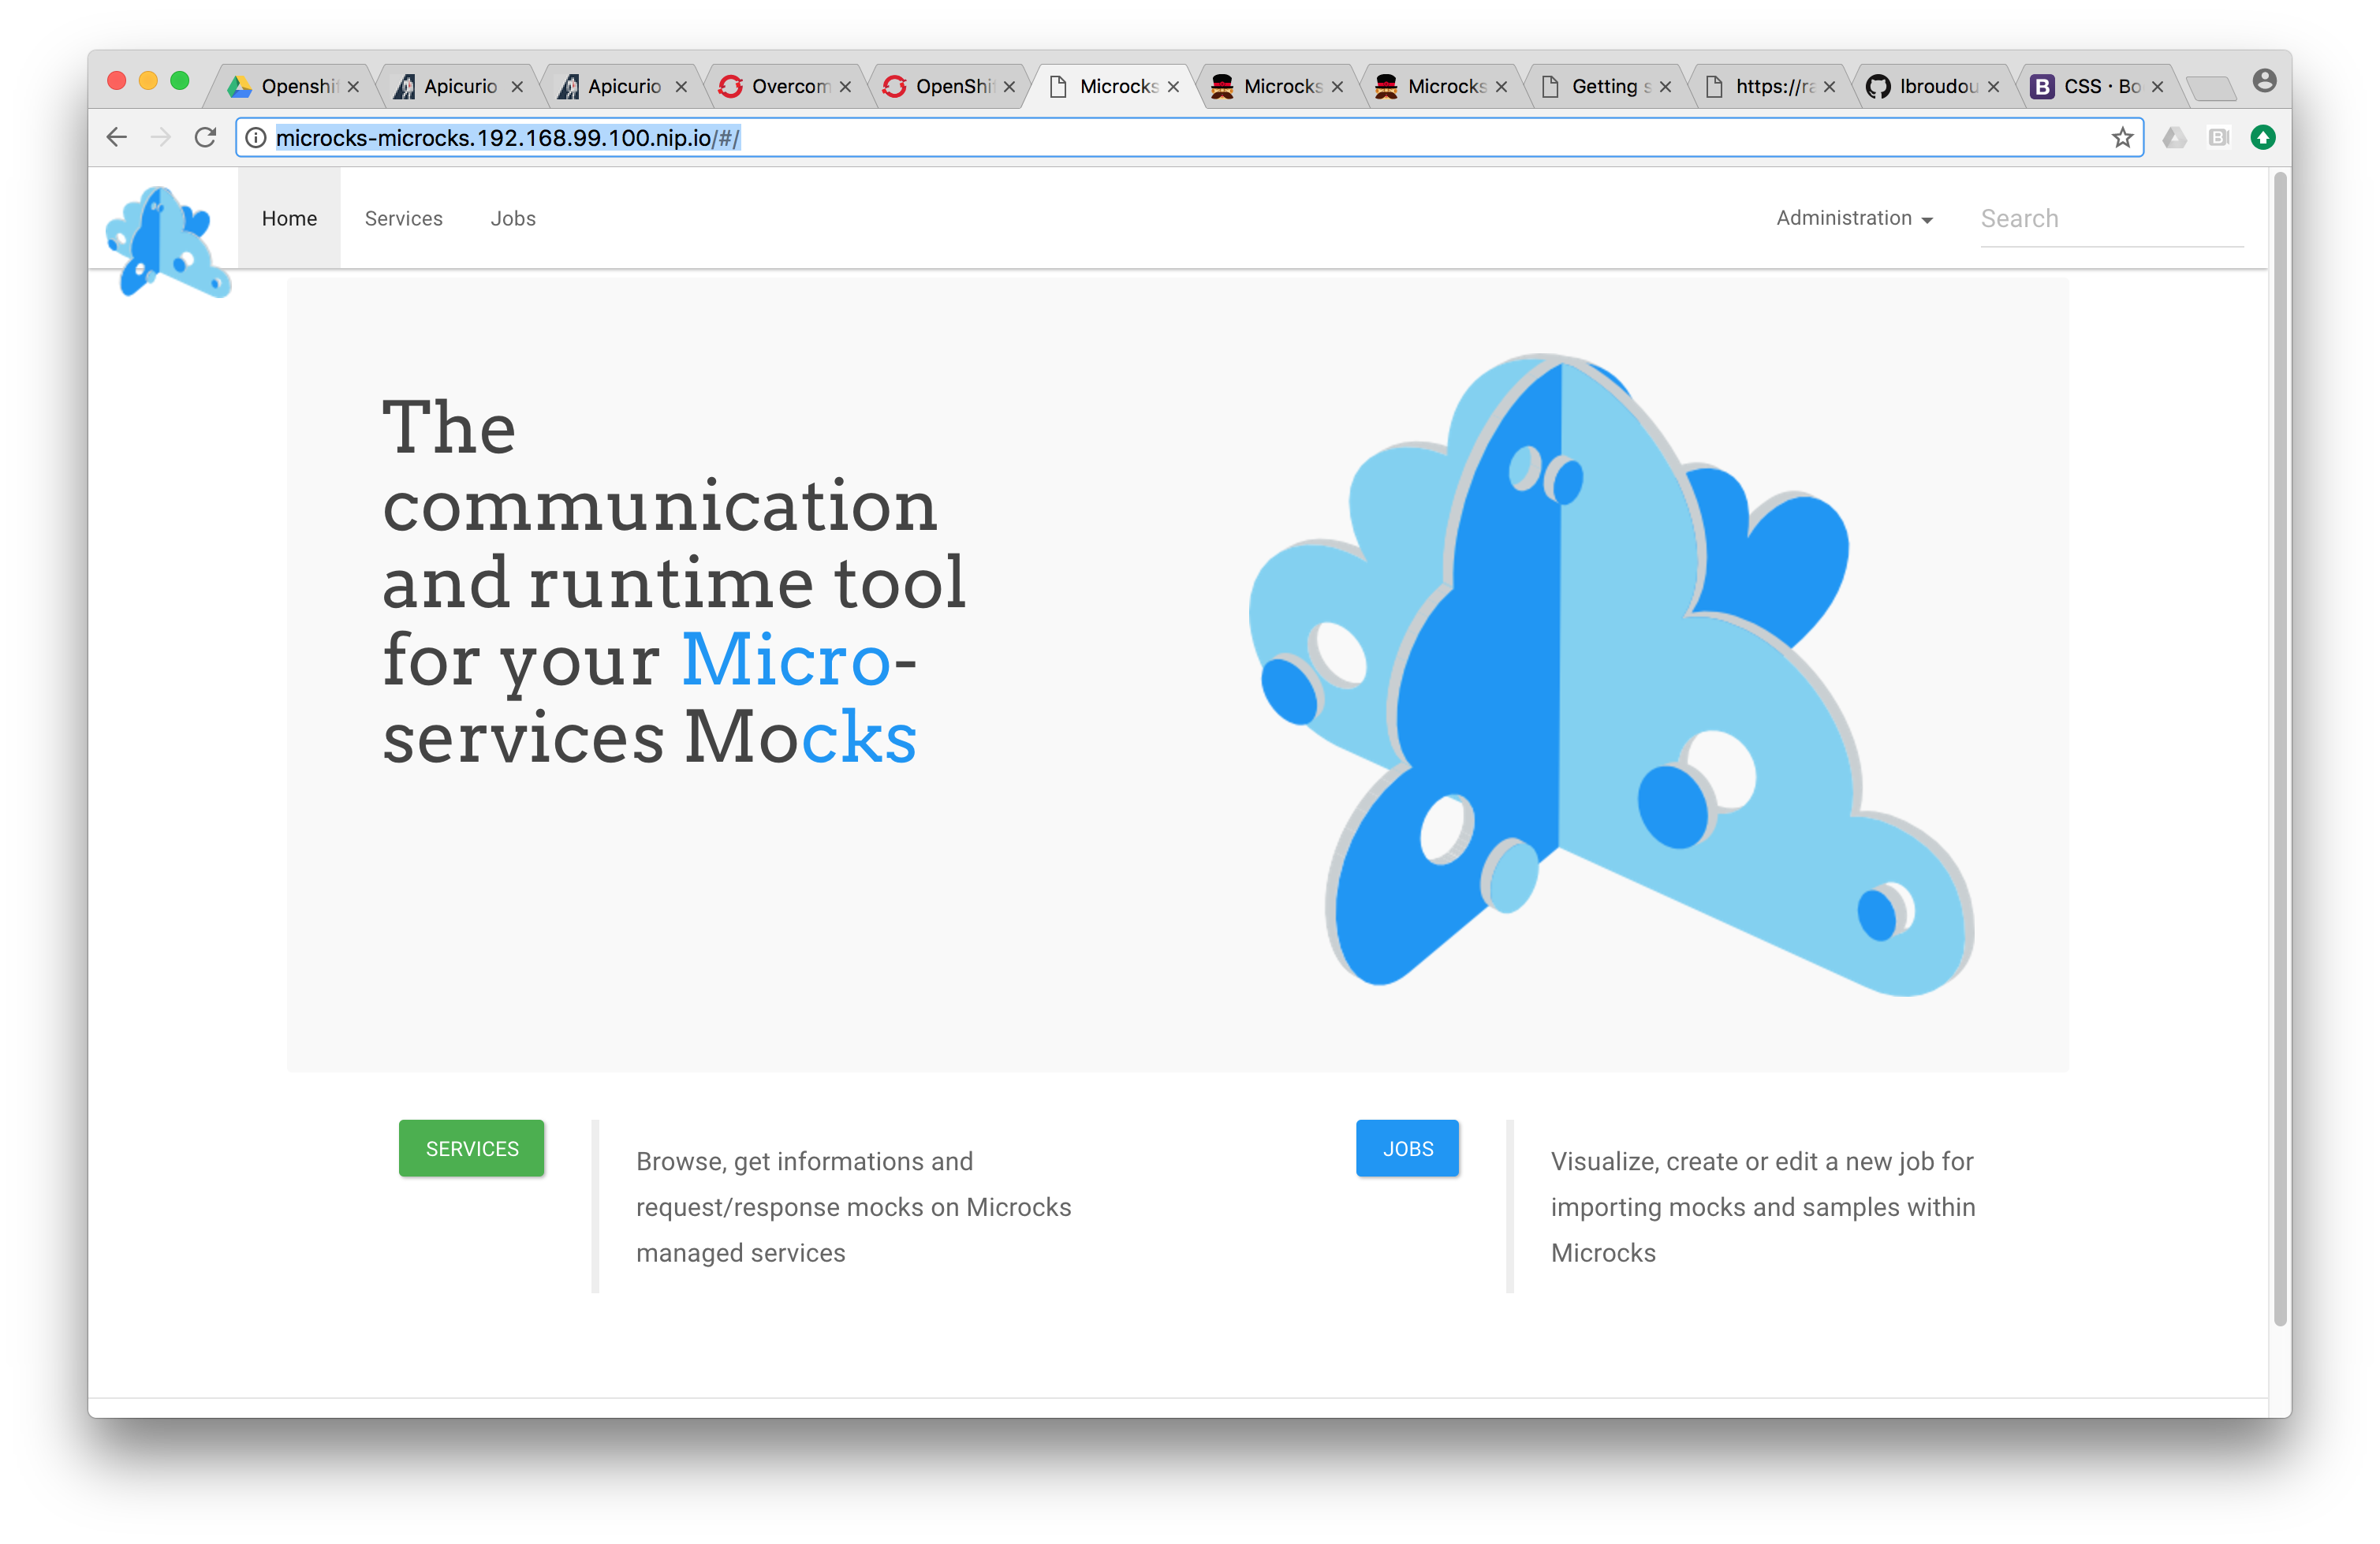 Openshif
Apicurio
Apicurio
Overcom
OpenShif
Microcks
Microcks
Microcks
Getting s
https://ra
lbroudou
B CSS · Bo
microcks-microcks.192.168.99.100.nip.io/#/
Home Services Jobs Administration Search
The
communication
and runtime tool
for your Micro-
services Mocks
SERVICES
Browse, get informations and
request/response mocks on Microcks
managed services
JOBS
Visualize, create or edit a new job for
importing mocks and samples within
Microcks